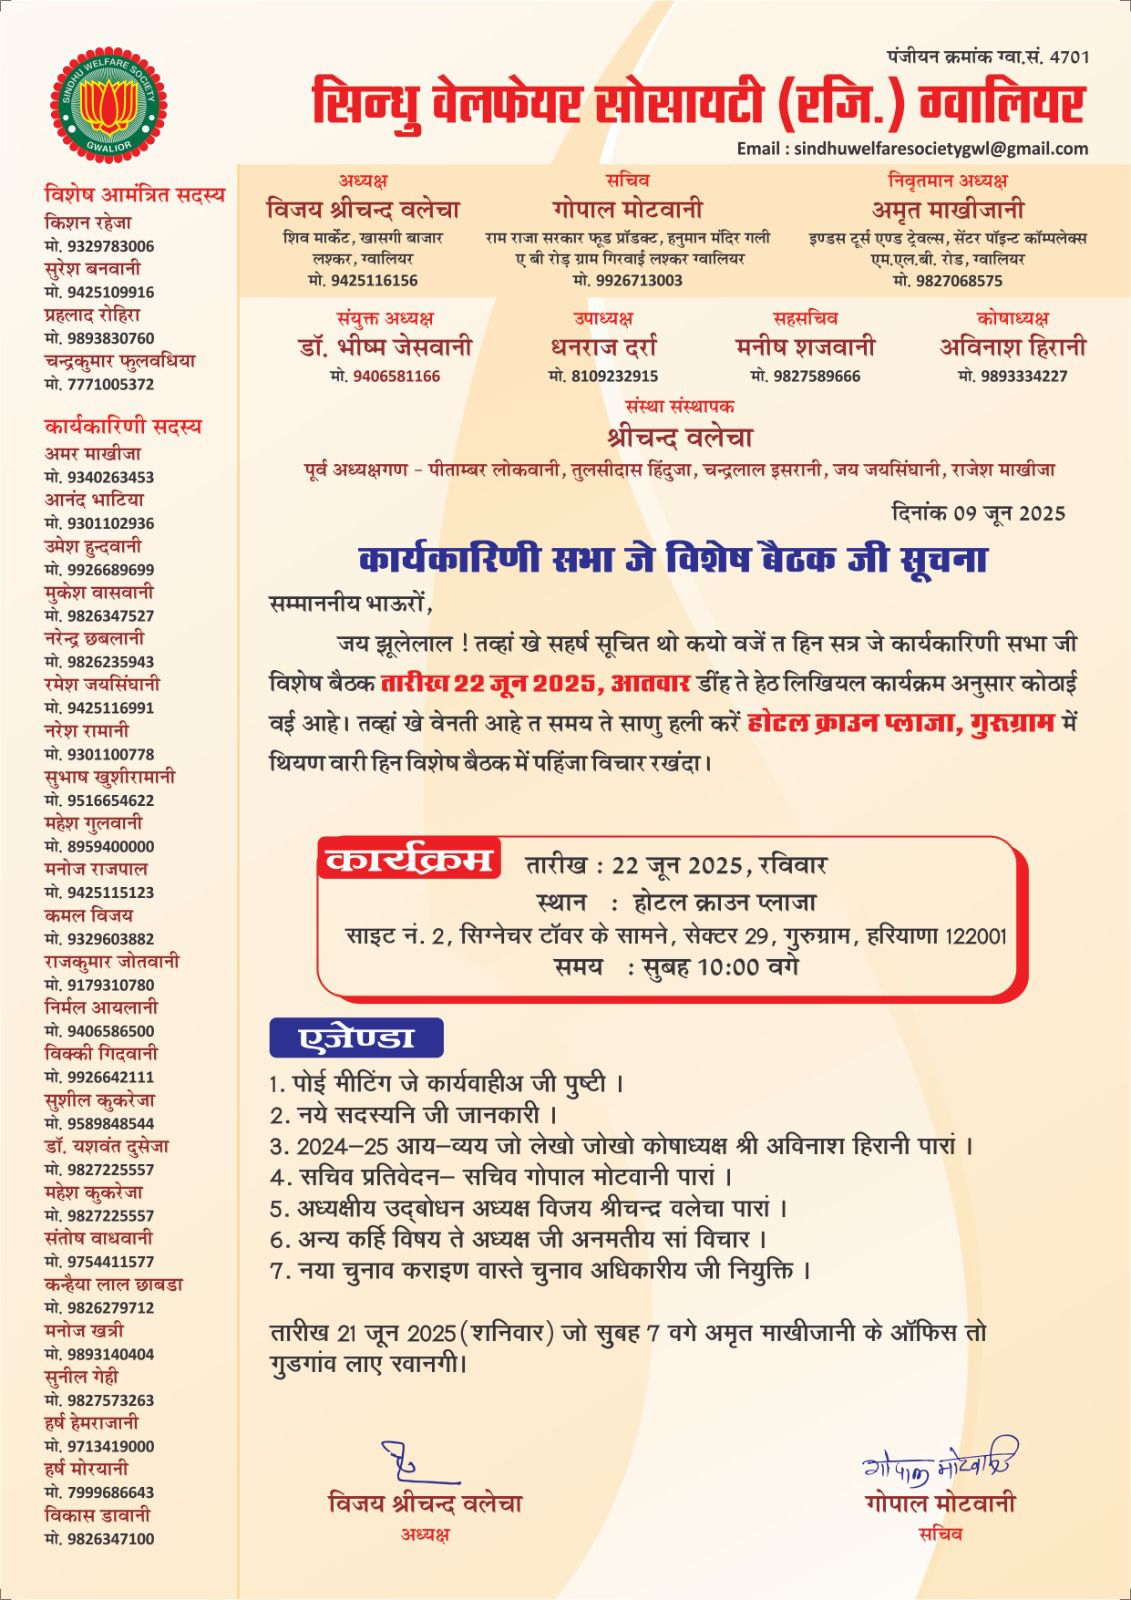 पंजीयन क्रमांक ग्वा.सं. 4701
सिन्धु वेलफेयर सोसायटी (रजि.) ग्वालियर
Email : sindhuwelfaresocietygwl@gmail.com
SINDHU WELFARE SOCIETY
GWALIOR
विशेष आमंत्रित सदस्य
किशन रहेजा
मो. 9329783006
सुरेश बनवानी
मो. 9425109916
प्रहलाद रोहिरा
मो. 9893830760
चन्द्रकुमार फुलवधिया
मो. 7771005372
कार्यकारिणी सदस्य
अमर माखीजा
मो. 9340263453
आनंद भाटिया
मो. 9301102936
उमेश हुन्दवानी
मो. 9926689699
मुकेश वासवानी
मो. 9826347527
नरेन्द्र छबलानी
मो. 9826235943
रमेश जयसिंघानी
मो. 9425116991
नरेश रामानी
मो. 9301100778
सुभाष खुशीरामानी
मो. 9516654622
महेश गुलवानी
मो. 8959400000
मनोज राजपाल
मो. 9425115123
कमल विजय
मो. 9329603882
राजकुमार जोतवानी
मो. 9179310780
निर्मल आयलानी
मो. 9406586500
विक्की गिदवानी
मो. 9926642111
सुशील कुकरेजा
मो. 9589848544
डॉ. यशवंत दुसेजा
मो. 9827225557
महेश कुकरेजा
मो. 9827225557
संतोष वाधवानी
मो. 9754411577
कन्हैया लाल छाबडा
मो. 9826279712
मनोज खत्री
मो. 9893140404
सुनील गेही
मो. 9827573263
हर्ष हेमराजानी
मो. 9713419000
हर्ष मोरयानी
मो. 7999686643
विकास डावानी
मो. 9826347100
अध्यक्ष
विजय श्रीचन्द वलेचा
शिव मार्केट, खासगी बाजार
लश्कर, ग्वालियर
मो. 9425116156
सचिव
गोपाल मोटवानी
राम राजा सरकार फूड प्रॉडक्ट, हनुमान मंदिर गली
ए बी रोड़ ग्राम गिरवाई लश्कर ग्वालियर
मो. 9926713003
निवृतमान अध्यक्ष
अमृत माखीजानी
इण्डस टूर्स एण्ड ट्रेवल्स, सेंटर पॉइन्ट कॉम्पलेक्स
एम.एल.बी. रोड, ग्वालियर
मो. 9827068575
संयुक्त अध्यक्ष
डॉ. भीष्म जेसवानी
मो. 9406581166
उपाध्यक्ष
धनराज दर्रा
मो. 8109232915
सहसचिव
मनीष शजवानी
मो. 9827589666
कोषाध्यक्ष
अविनाश हिरानी
मो. 9893334227
संस्था संस्थापक
श्रीचन्द वलेचा
पूर्व अध्यक्षगण - पीताम्बर लोकवानी, तुलसीदास हिंदुजा, चन्द्रलाल इसरानी, जय जयसिंघानी, राजेश माखीजा
दिनांक 09 जून 2025
कार्यकारिणी सभा जे विशेष बैठक जी सूचना
सम्माननीय भाऊरों,
जय झूलेलाल ! तव्हां खे सहर्ष सूचित थो कयो वजें त हिन सत्र जे कार्यकारिणी सभा जी
विशेष बैठक तारीख 22 जून 2025, आतवार डींह ते हेठ लिखियल कार्यक्रम अनुसार कोठाई
वई आहे। तव्हां खे वेनती आहे त समय ते साणु हली करें होटल क्राउन प्लाजा, गुरूग्राम में
थियण वारी हिन विशेष बैठक में पहिंजा विचार रखंदा।
कार्यक्रम
तारीख : 22 जून 2025, रविवार
स्थान : होटल क्राउन प्लाजा
साइट नं. 2, सिग्नेचर टॉवर के सामने, सेक्टर 29, गुरुग्राम, हरियाणा 122001
समय : सुबह 10:00 वगे
एजेण्डा
1. पोई मीटिंग जे कार्यवाहीअ जी पुष्टी ।
2. नये सदस्यनि जी जानकारी ।
3. 2024–25 आय–व्यय जो लेखो जोखो कोषाध्यक्ष श्री अविनाश हिरानी पारां ।
4. सचिव प्रतिवेदन– सचिव गोपाल मोटवानी पारां ।
5. अध्यक्षीय उद्‌बोधन अध्यक्ष विजय श्रीचन्द्र वलेचा पारां ।
6. अन्य कर्हि विषय ते अध्यक्ष जी अनमतीय सां विचार ।
7. नया चुनाव कराइण वास्ते चुनाव अधिकारीय जी नियुक्ति ।
तारीख 21 जून 2025 (शनिवार) जो सुबह 7 वगे अमृत माखीजानी के ऑफिस तो
गुडगांव लाए रवानगी।
गोपाल मोटवानी
विजय श्रीचन्द वलेचा
अध्यक्ष
गोपाल मोटवानी
सचिव